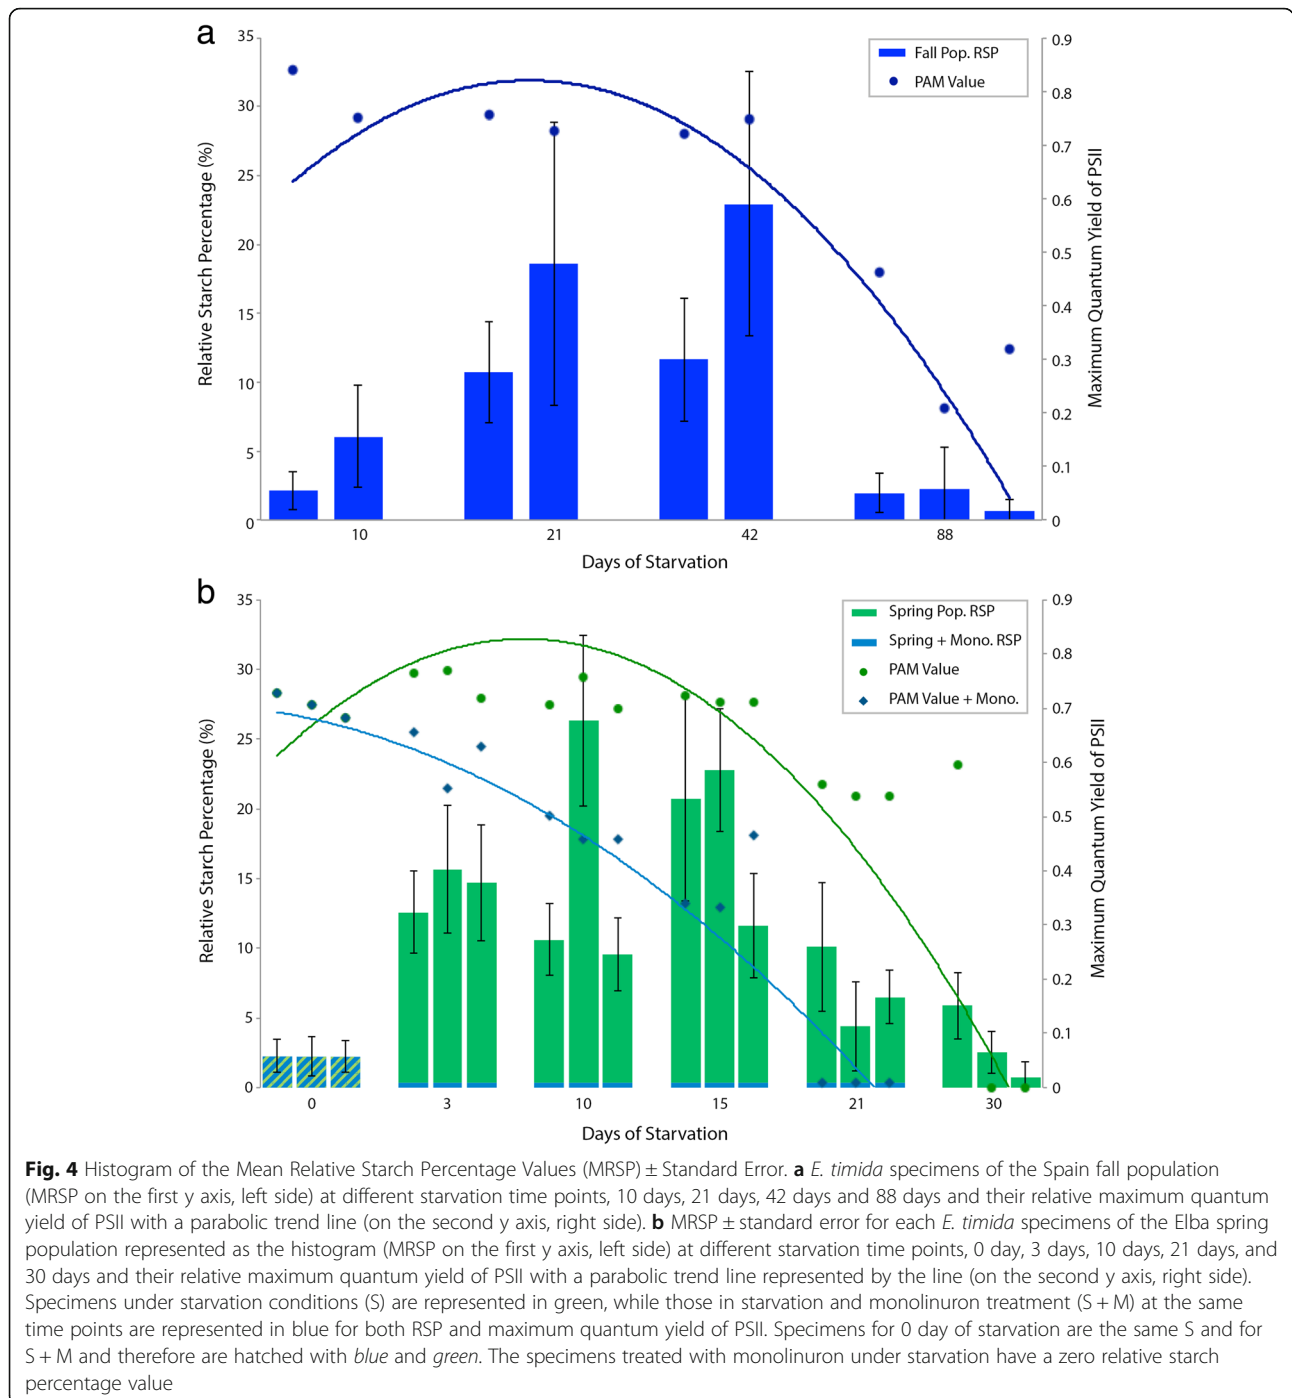 a
35
30
25
20
15
10
5
0
Relative Starch Percentage (%)
0.9
0.8
0.7
0.6
0.5
0.4
0.3
0.2
0.1
0
Maximum Quantum Yield of PSII
Fall Pop. RSP
PAM Value
10 21 42 88
Days of Starvation
b
35
30
25
20
15
10
5
0
Relative Starch Percentage (%)
0.9
0.8
0.7
0.6
0.5
0.4
0.3
0.2
0.1
0
Maximum Quantum Yield of PSII
Spring Pop. RSP
Spring + Mono. RSP
PAM Value
PAM Value + Mono.
0 3 10 15 21 30
Days of Starvation
Fig. 4 Histogram of the Mean Relative Starch Percentage Values (MRSP) ± Standard Error. a E. timida specimens of the Spain fall population
(MRSP on the first y axis, left side) at different starvation time points, 10 days, 21 days, 42 days and 88 days and their relative maximum quantum
yield of PSII with a parabolic trend line (on the second y axis, right side). b MRSP ± standard error for each E. timida specimens of the Elba spring
population represented as the histogram (MRSP on the first y axis, left side) at different starvation time points, 0 day, 3 days, 10 days, 21 days, and
30 days and their relative maximum quantum yield of PSII with a parabolic trend line represented by the line (on the second y axis, right side).
Specimens under starvation conditions (S) are represented in green, while those in starvation and monolinuron treatment (S + M) at the same
time points are represented in blue for both RSP and maximum quantum yield of PSII. Specimens for 0 day of starvation are the same S and for
S + M and therefore are hatched with blue and green. The specimens treated with monolinuron under starvation have a zero relative starch
percentage value